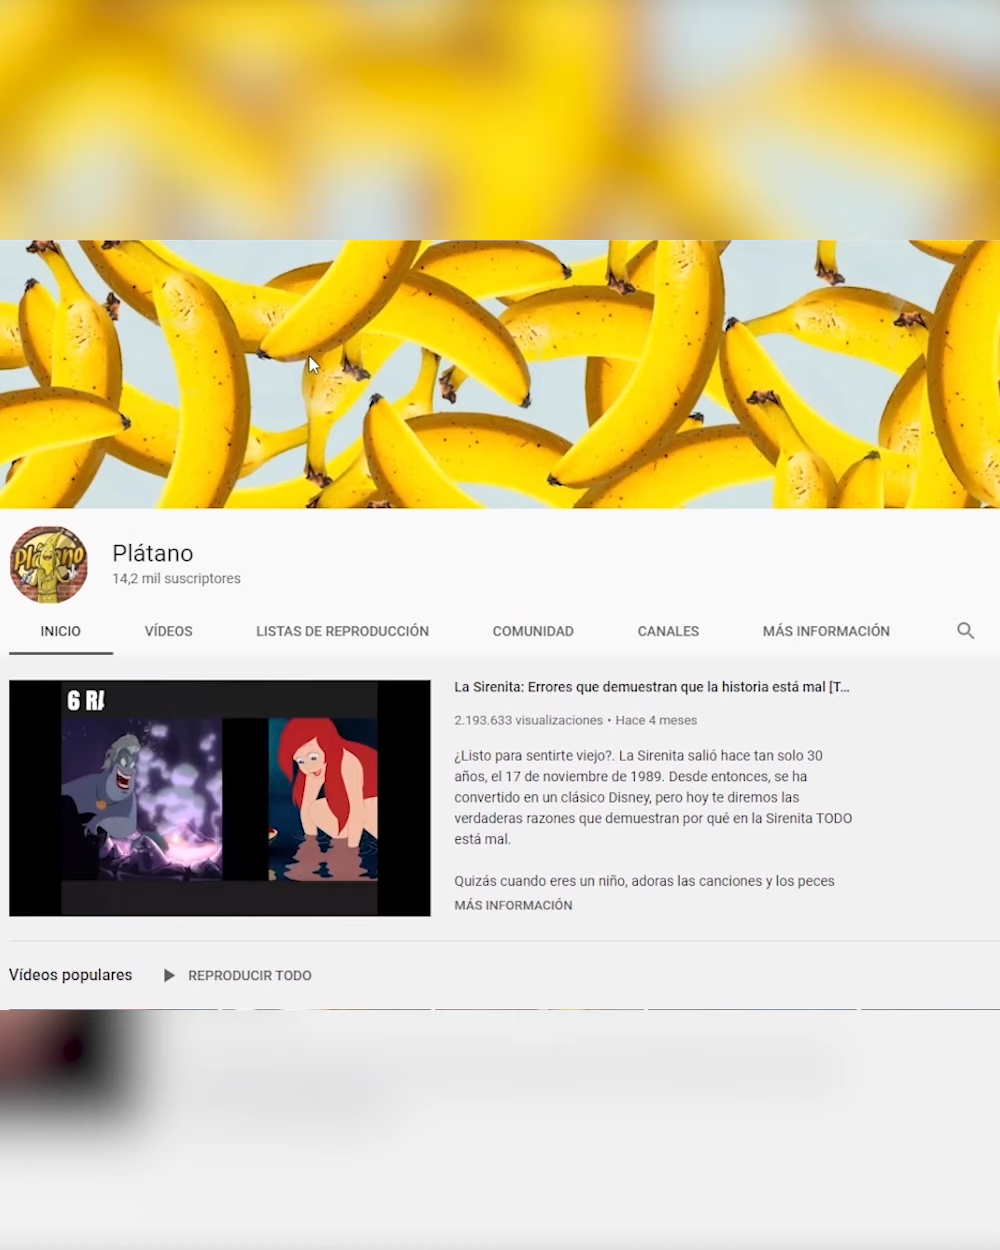 Plátano
Plátano
14,2 mil suscriptores
INICIO
VÍDEOS
LISTAS DE REPRODUCCIÓN
COMUNIDAD
CANALES
MÁS INFORMACIÓN
6 RA
La Sirenita: Errores que demuestran que la historia está mal [T...
2.193.633 visualizaciones • Hace 4 meses
¿Listo para sentirte viejo?. La Sirenita salió hace tan solo 30
años, el 17 de noviembre de 1989. Desde entonces, se ha
convertido en un clásico Disney, pero hoy te diremos las
verdaderas razones que demuestran por qué en la Sirenita TODO
está mal.
Quizás cuando eres un niño, adoras las canciones y los peces
MÁS INFORMACIÓN
Vídeos populares
REPRODUCIR TODO